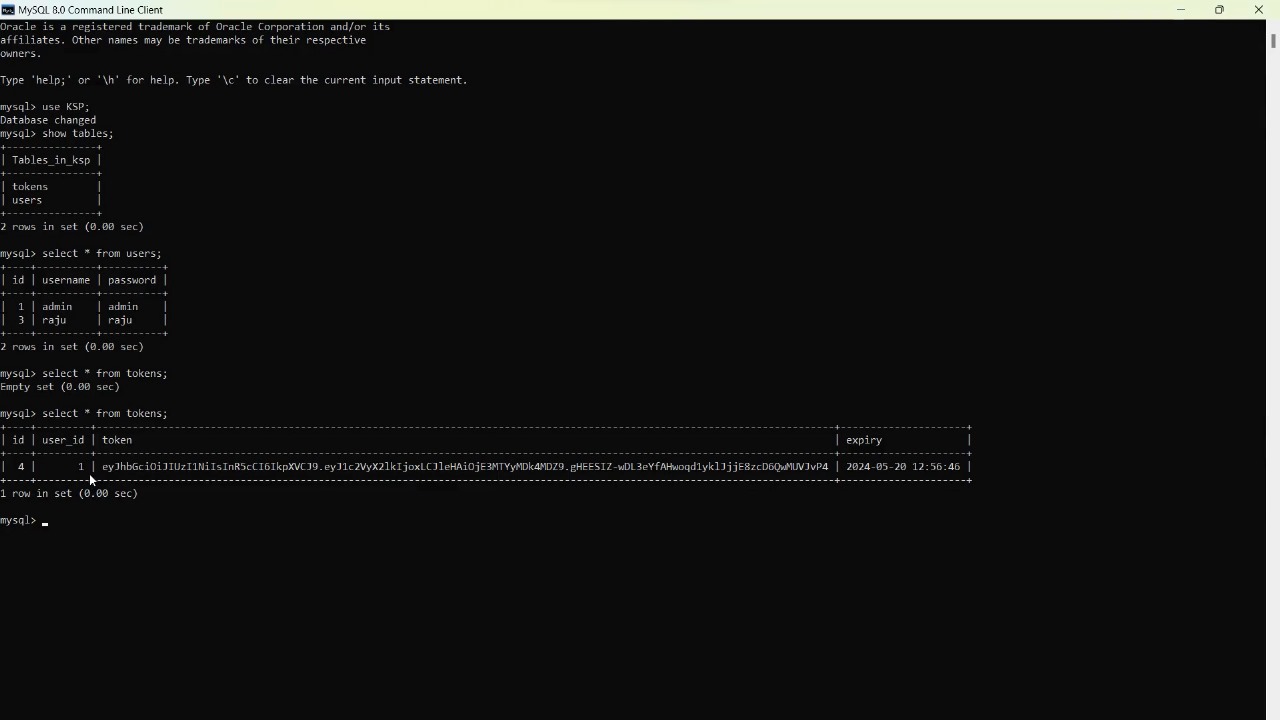 MySQL 8.0 Command Line Client
Oracle is a registered trademark of Oracle Corporation and/or its
affiliates. Other names may be trademarks of their respective
owners.
Type 'help;' or '\h' for help. Type '\c' to clear the current input statement.
mysql> use KSP;
Database changed
mysql> show tables;
+---------------+
| Tables_in_ksp |
+---------------+
| tokens        |
| users         |
+---------------+
2 rows in set (0.00 sec)
mysql> select * from users;
+----+----------+----------+
| id | username | password |
+----+----------+----------+
|  1 | admin    | admin    |
|  3 | raju     | raju     |
+----+----------+----------+
2 rows in set (0.00 sec)
mysql> select * from tokens;
Empty set (0.00 sec)
mysql> select * from tokens;
| id | user_id | token | expiry |
| 4 | 1 | eyJhbGciOiJIUzI1NiIsInR5cCI6IkpXVCJ9.eyJ1c2VyX2lkIjoxLCJleHAiOjE3MTYyMDk4MDZ9.gHEESIZ-wDL3eYfAHwoqd1yklJjjE8zcD6QwMUVJvP4 | 2024-05-20 12:56:46 |
1 row in set (0.00 sec)
mysql>